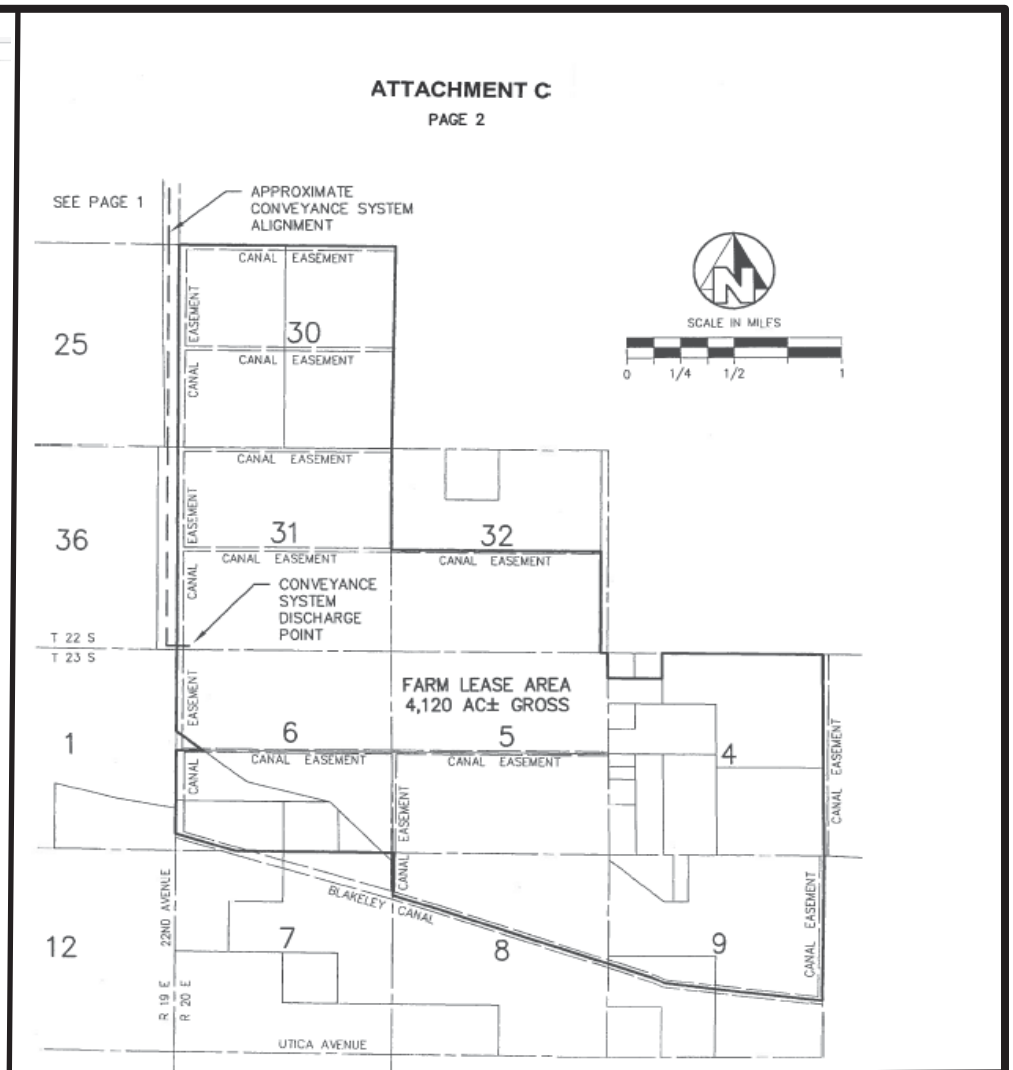 ATTACHMENT C
PAGE 2
SEE PAGE 1
APPROXIMATE
CONVEYANCE SYSTEM
ALIGNMENT
SCALE IN MILES
0 1/4 1/2 1
CANAL EASEMENT
EASEMENT
25
30
CANAL EASEMENT
CANAL
CANAL EASEMENT
EASEMENT
36
31
32
CANAL EASEMENT
CANAL EASEMENT
CANAL
CONVEYANCE
SYSTEM
DISCHARGE
POINT
T 22 S
T 23 S
EASEMENT
FARM LEASE AREA
4,120 AC± GROSS
1
6
5
4
CANAL EASEMENT
CANAL EASEMENT
CANAL
CANAL EASEMENT
CANAL EASEMENT
BLAKELEY CANAL
22ND AVENUE
12
7
8
9
CANAL EASEMENT
R 19 E
R 20 E
UTICA AVENUE